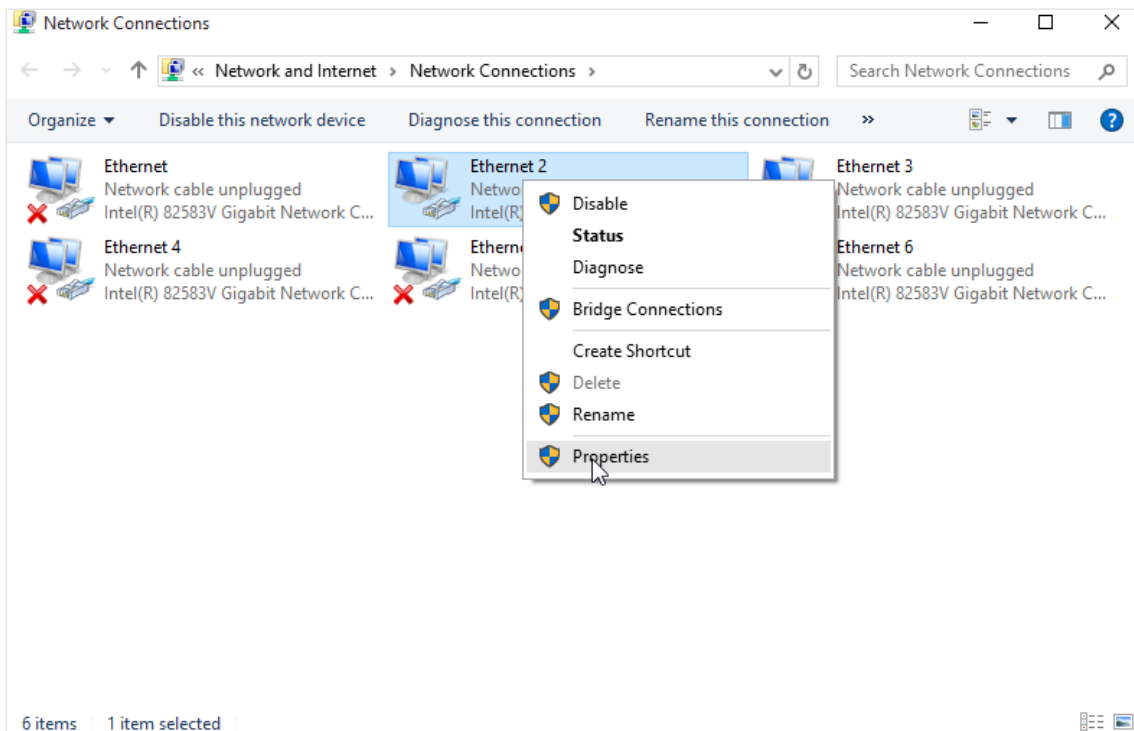 Network Connections
« Network and Internet › Network Connections ›
Search Network Connections
Organize
Disable this network device
Diagnose this connection
Rename this connection
»
?
Ethernet
Network cable unplugged
Intel(R) 82583V Gigabit Network C...
Ethernet 2
Netwo
Intel(R)
Ethernet 3
Network cable unplugged
Intel(R) 82583V Gigabit Network C...
Ethernet 4
Network cable unplugged
Intel(R) 82583V Gigabit Network C...
Ethern
Netwo
Intel(R)
Ethernet 6
Network cable unplugged
Intel(R) 82583V Gigabit Network C...
Disable
Status
Diagnose
Bridge Connections
Create Shortcut
Delete
Rename
Properties
6 items
1 item selected